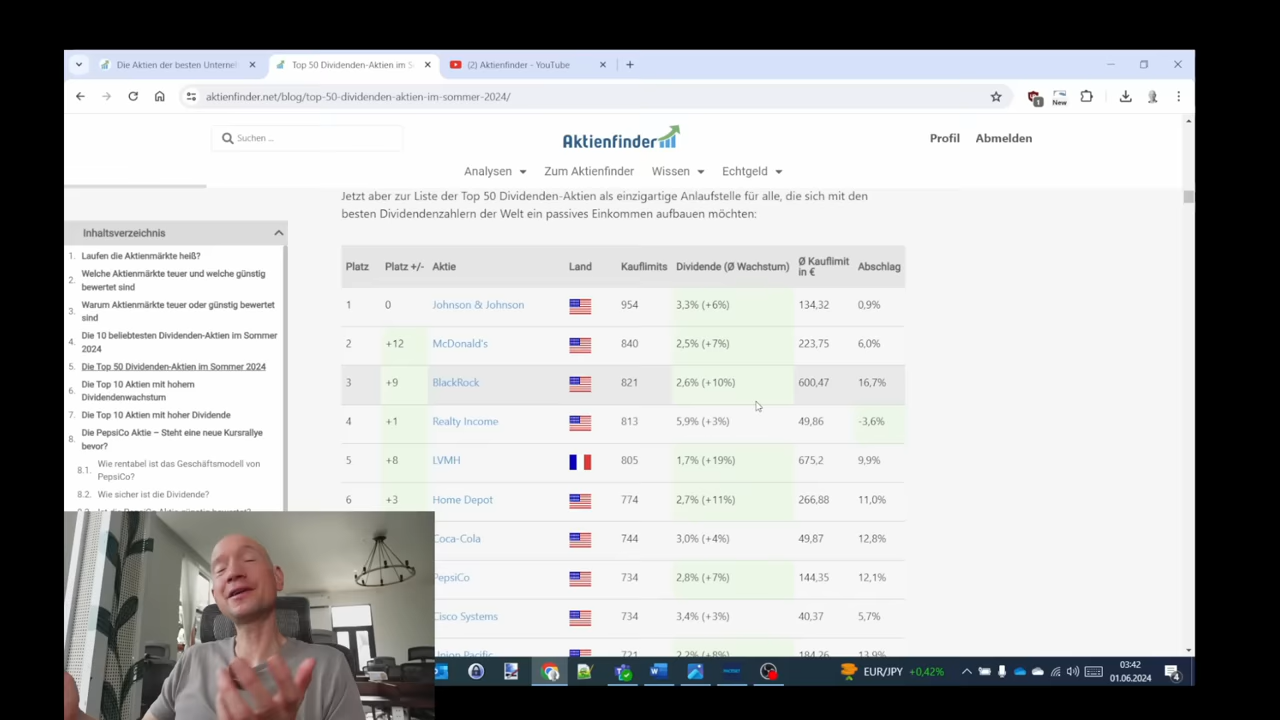 Die Aktien der besten Unterne
Top 50 Dividenden-Aktien im S
(2) Aktienfinder - YouTube
aktienfinder.net/blog/top-50-dividenden-aktien-im-sommer-2024/
1
New
Suchen ...
Aktienfinder
Profil
Abmelden
Analysen
Zum Aktienfinder
Wissen
Echtgeld
Jetzt aber zur Liste der Top 50 Dividenden-Aktien als einzigartige Anlaufstelle für alle, die sich mit den
besten Dividendenzahlern der Welt ein passives Einkommen aufbauen möchten:
Inhaltsverzeichnis
1. Laufen die Aktienmärkte heiß?
2. Welche Aktienmärkte teuer und welche günstig
bewertet sind
3. Warum Aktienmärkte teuer oder günstig bewertet
sind
4. Die 10 beliebtesten Dividenden-Aktien im Sommer
2024
5. Die Top 50 Dividenden-Aktien im Sommer 2024
6. Die Top 10 Aktien mit hohem
Dividendenwachstum
7. Die Top 10 Aktien mit hoher Dividende
8. Die PepsiCo Aktie – Steht eine neue Kursrallye
bevor?
8.1. Wie rentabel ist das Geschäftsmodell von
PepsiCo?
8.2. Wie sicher ist die Dividende?
Platz Platz +/- Aktie Land Kauflimits Dividende (Ø Wachstum) Ø Kauflimit in € Abschlag
1 0 Johnson & Johnson 954 3,3% (+6%) 134,32 0,9%
2 +12 McDonald's 840 2,5% (+7%) 223,75 6,0%
3 +9 BlackRock 821 2,6% (+10%) 600,47 16,7%
4 +1 Realty Income 813 5,9% (+3%) 49,86 -3,6%
5 +8 LVMH 805 1,7% (+19%) 675,2 9,9%
6 +3 Home Depot 774 2,7% (+11%) 266,88 11,0%
Coca-Cola 744 3,0% (+4%) 49,87 12,8%
PepsiCo 734 2,8% (+7%) 144,35 12,1%
Cisco Systems 734 3,4% (+3%) 40,37 5,7%
Union Pacific 721 2,2% (+8%) 184,26 13,9%
EUR/JPY +0,42%
03:42
01.06.2024
4